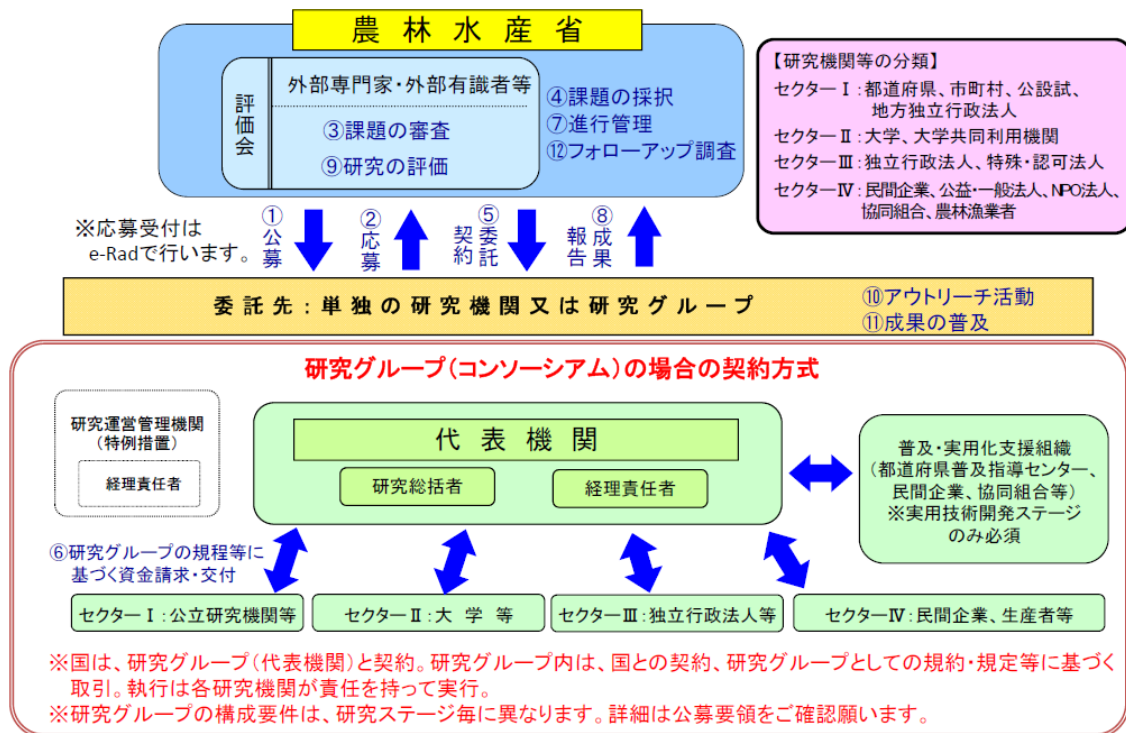 農林水産省
評価会
外部専門家・外部有識者等
③課題の審査
⑨研究の評価
④課題の採択
⑦進行管理
⑫フォローアップ調査
【研究機関等の分類】
セクターⅠ：都道府県、市町村、公設試、
地方独立行政法人
セクターⅡ：大学、大学共同利用機関
セクターⅢ：独立行政法人、特殊・認可法人
セクターⅣ：民間企業、公益・一般法人、NPO法人、
協同組合、農林漁業者
※応募受付は
e-Radで行います。
①公募
②応募
⑤委託
契約
⑧成果
報告
委託先：単独の研究機関又は研究グループ
⑩アウトリーチ活動
⑪成果の普及
研究グループ（コンソーシアム）の場合の契約方式
研究運営管理機関
（特例措置）
経理責任者
代表機関
研究総括者
経理責任者
普及・実用化支援組織
（都道府県普及指導センター、
民間企業、協同組合等）
※実用技術開発ステージ
のみ必須
⑥研究グループの規程等に
基づく資金請求・交付
セクターⅠ：公立研究機関等
セクターⅡ：大学等
セクターⅢ：独立行政法人等
セクターⅣ：民間企業、生産者等
※国は、研究グループ（代表機関）と契約。研究グループ内は、国との契約、研究グループとしての規約・規定等に基づく
取引。執行は各研究機関が責任を持って実行。
※研究グループの構成要件は、研究ステージ毎に異なります。詳細は公募要領をご確認願います。